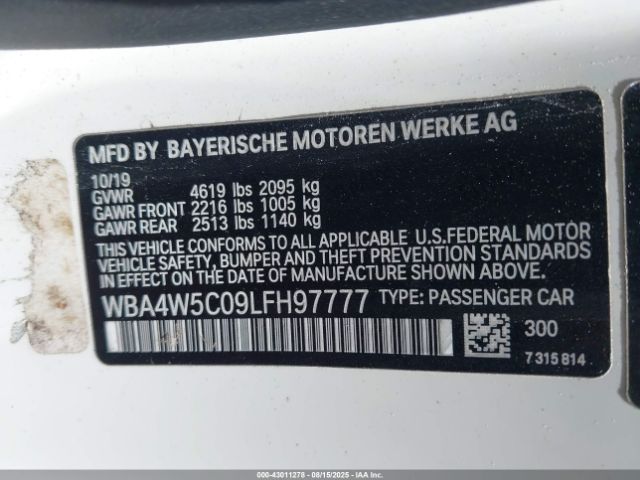 MFD BY BAYERISCHE MOTOREN WERKE AG
10/19
GVWR 4619 lbs 2095 kg
GAWR FRONT 2216 lbs 1005 kg
GAWR REAR 2513 lbs 1140 kg
THIS VEHICLE CONFORMS TO ALL APPLICABLE U.S.FEDERAL MOTOR
VEHICLE SAFETY, BUMPER AND THEFT PREVENTION STANDARDS
IN EFFECT ON THE DATE OF MANUFACTURE SHOWN ABOVE.
WBA4W5C09LFH97777 TYPE: PASSENGER CAR
300
7 315 814
000-43011278 - 08/15/2025 - IAAI.CA